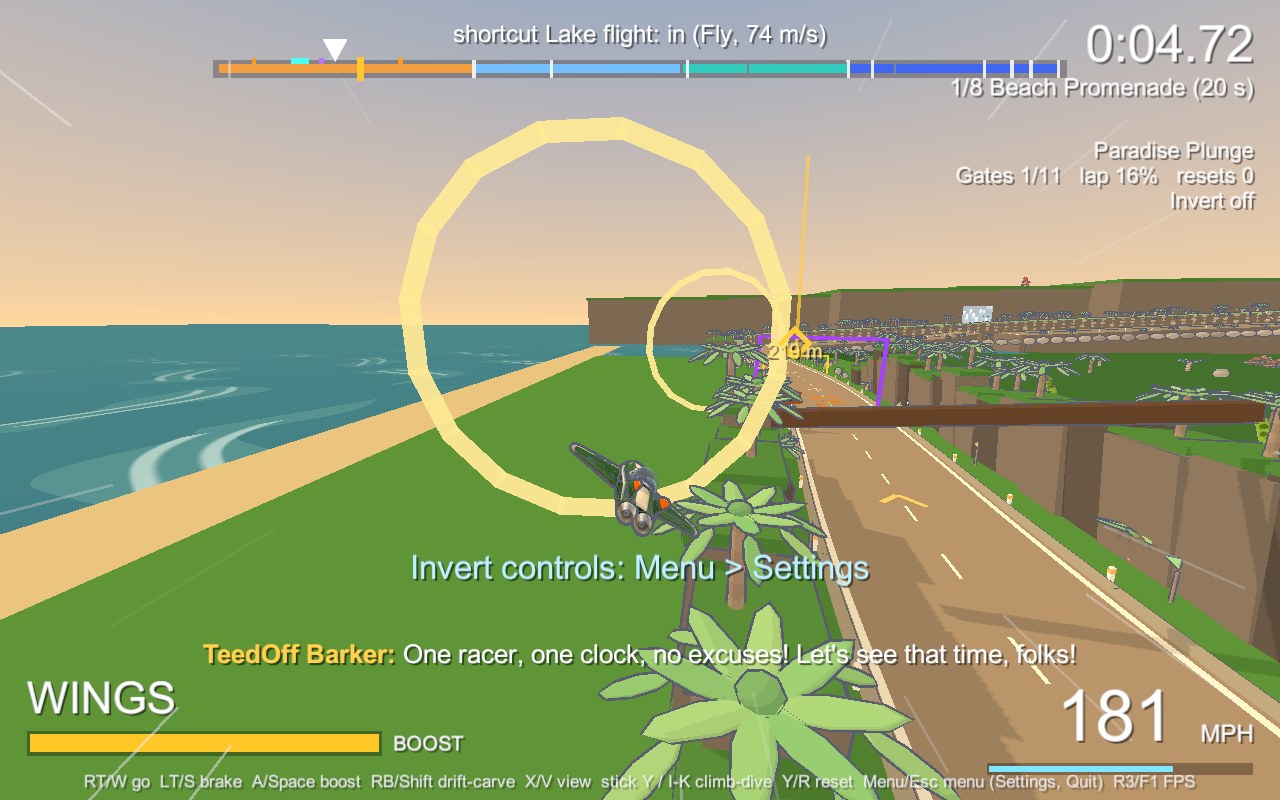 shortcut Lake flight: in (Fly, 74 m/s)
0:04.72
1/8 Beach Promenade (20 s)
Paradise Plunge
Gates 1/11 lap 16% resets 0
Invert off
219 m
Invert controls: Menu > Settings
TeedOff Barker: One racer, one clock, no excuses! Let's see that time, folks!
WINGS
BOOST
181 MPH
RT/W go LT/S brake A/Space boost RB/Shift drift-carve X/V view stick Y / I-K climb-dive Y/R reset Menu/Esc menu (Settings, Quit) R3/F1 FPS